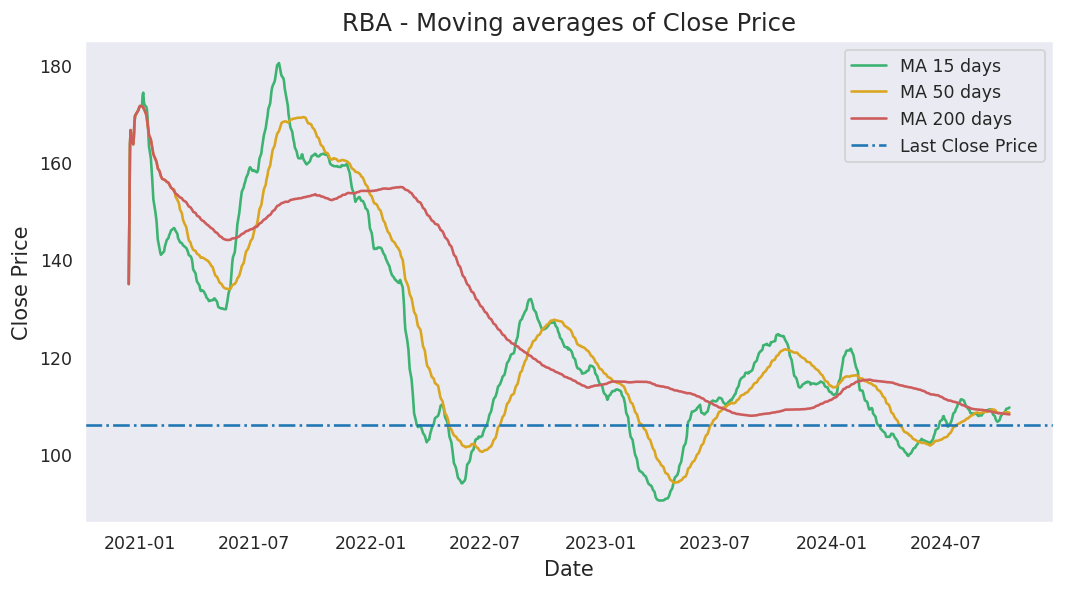 RBA - Moving averages of Close Price
MA 15 days
MA 50 days
MA 200 days
Last Close Price
Close Price
180
160
140
120
100
2021-01
2021-07
2022-01
2022-07
2023-01
2023-07
2024-01
2024-07
Date